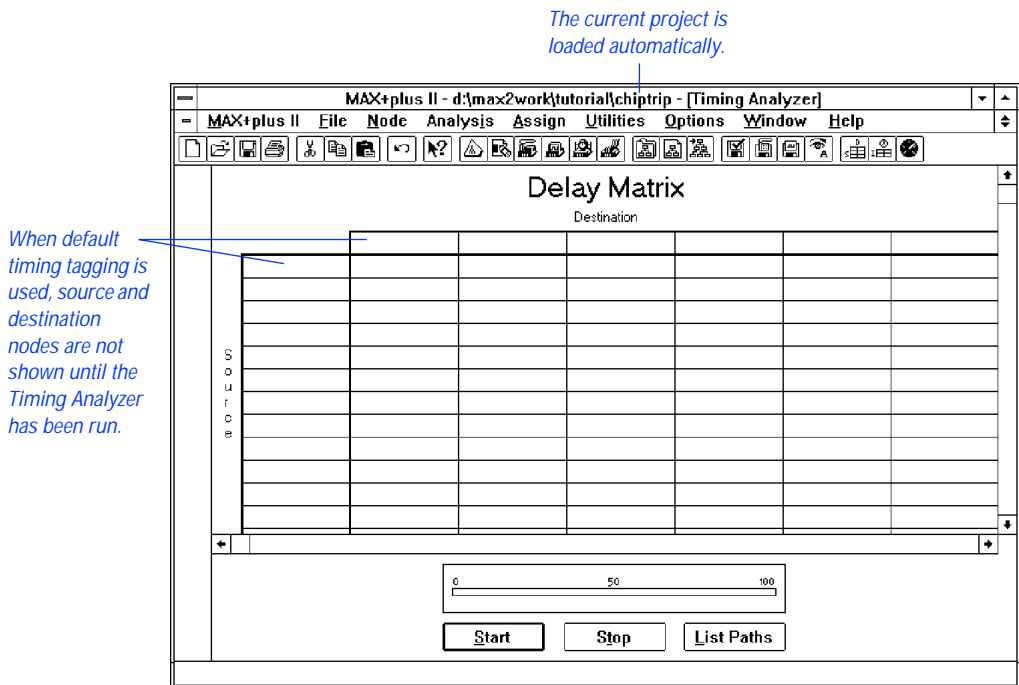 The current project is
loaded automatically.
MAX+plus II - d:\max2work\tutorial\chiptrip - [Timing Analyzer]
MAX+plus II File Node Analysis Assign Utilities Options Window Help
Delay Matrix
Destination
When default
timing tagging is
used, source and
destination
nodes are not
shown until the
Timing Analyzer
has been run.
Source
0 50 100
Start Stop List Paths